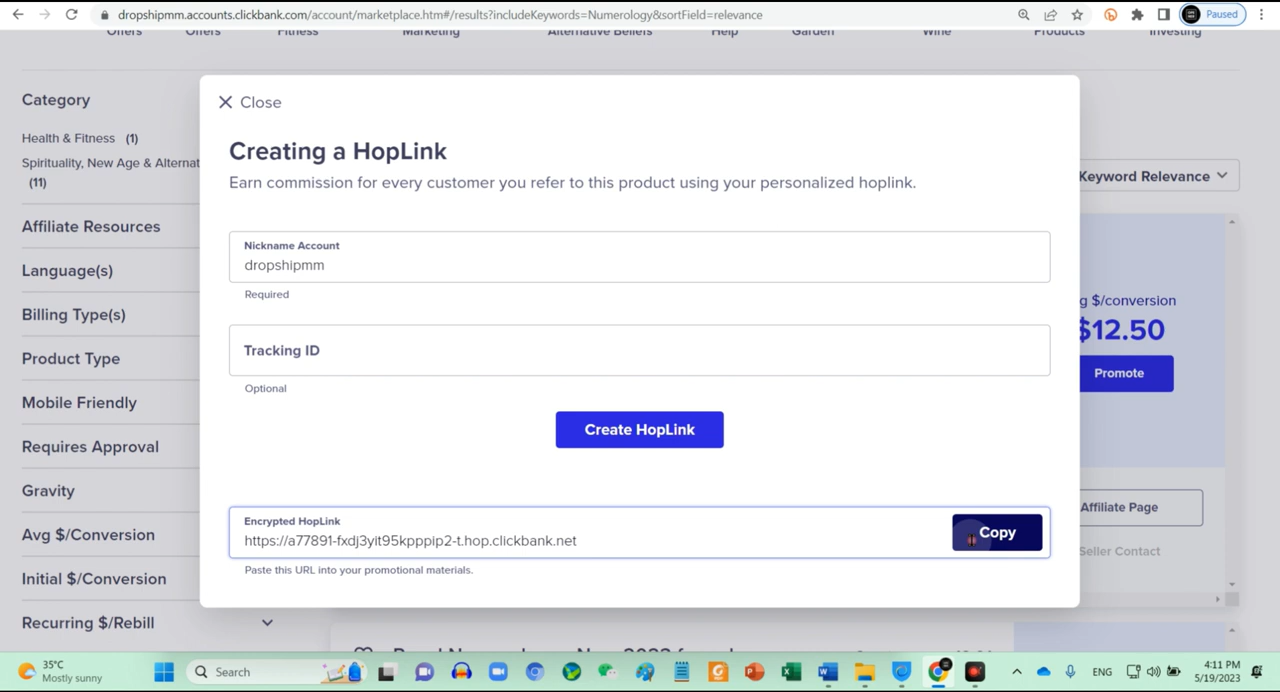 dropshipmm.accounts.clickbank.com/account/marketplace.htm#/results?includeKeywords=Numerology&sortField=relevance
Paused
Offers Offers Fitness Marketing Alternative Beliefs Help Garden Wine Products Investing
Category
Health & Fitness (1)
Spirituality, New Age & Alternat
(11)
Affiliate Resources
Language(s)
Billing Type(s)
Product Type
Mobile Friendly
Requires Approval
Gravity
Avg $/Conversion
Initial $/Conversion
Recurring $/Rebill
Close
Creating a HopLink
Earn commission for every customer you refer to this product using your personalized hoplink.
Nickname Account
dropshipmm
Required
Tracking ID
Optional
Create HopLink
Encrypted HopLink
https://a77891-fxdj3yit95kpppip2-t.hop.clickbank.net
Copy
Paste this URL into your promotional materials.
Keyword Relevance
g $/conversion
$12.50
Promote
Affiliate Page
Seller Contact
35°C
Mostly sunny
Search
ENG
4:11 PM
5/19/2023